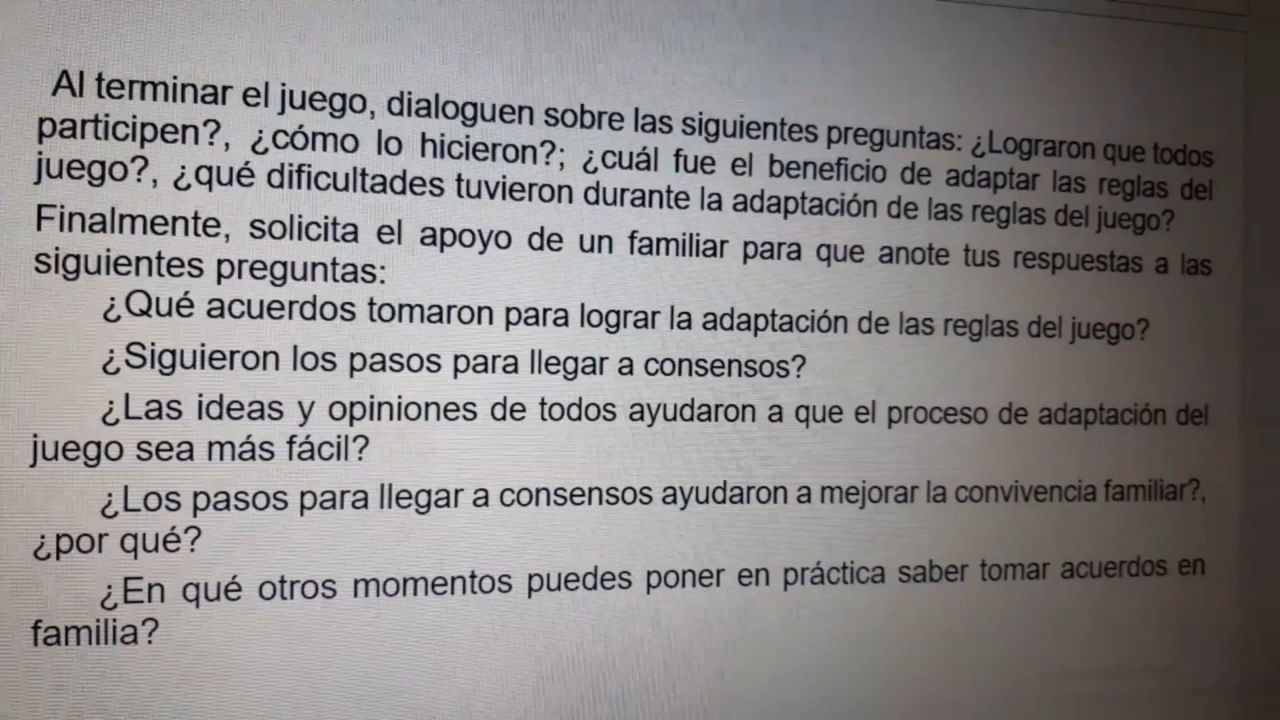 Al terminar el juego, dialoguen sobre las siguientes preguntas: ¿Lograron que todos
participen?, ¿cómo lo hicieron?; ¿cuál fue el beneficio de adaptar las reglas del
juego?, ¿qué dificultades tuvieron durante la adaptación de las reglas del juego?
Finalmente, solicita el apoyo de un familiar para que anote tus respuestas a las
siguientes preguntas:
¿Qué acuerdos tomaron para lograr la adaptación de las reglas del juego?
¿Siguieron los pasos para llegar a consensos?
¿Las ideas y opiniones de todos ayudaron a que el proceso de adaptación del
juego sea más fácil?
¿Los pasos para llegar a consensos ayudaron a mejorar la convivencia familiar?,
¿por qué?
¿En qué otros momentos puedes poner en práctica saber tomar acuerdos en
familia?